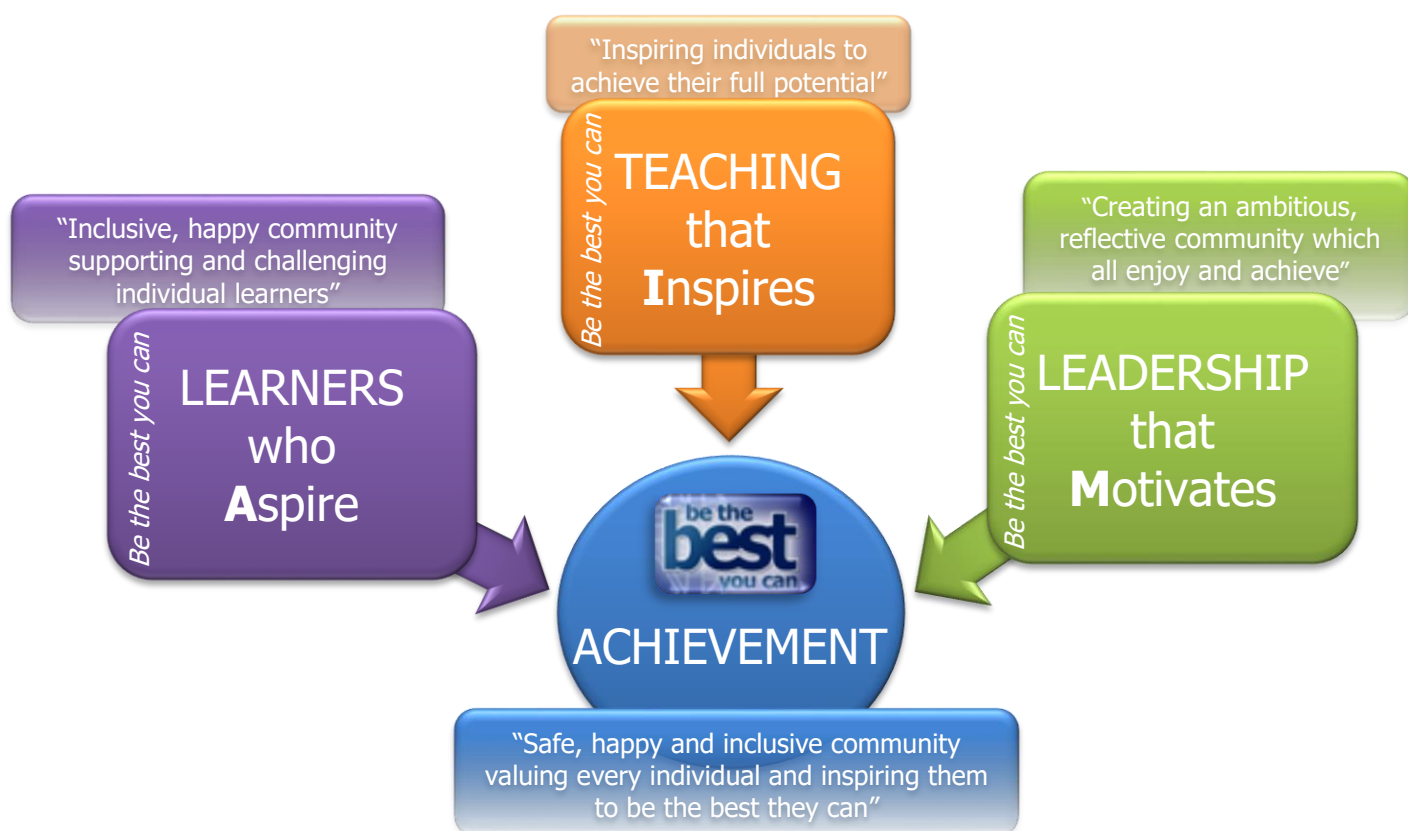 “Inspiring individuals to
achieve their full potential”
Be the best you can
TEACHING
that
Inspires
“Inclusive, happy community
supporting and challenging
individual learners”
Be the best you can
LEARNERS
who
Aspire
“Creating an ambitious,
reflective community which
all enjoy and achieve”
Be the best you can
LEADERSHIP
that
Motivates
be the
best
you can
ACHIEVEMENT
“Safe, happy and inclusive community
valuing every individual and inspiring them
to be the best they can”